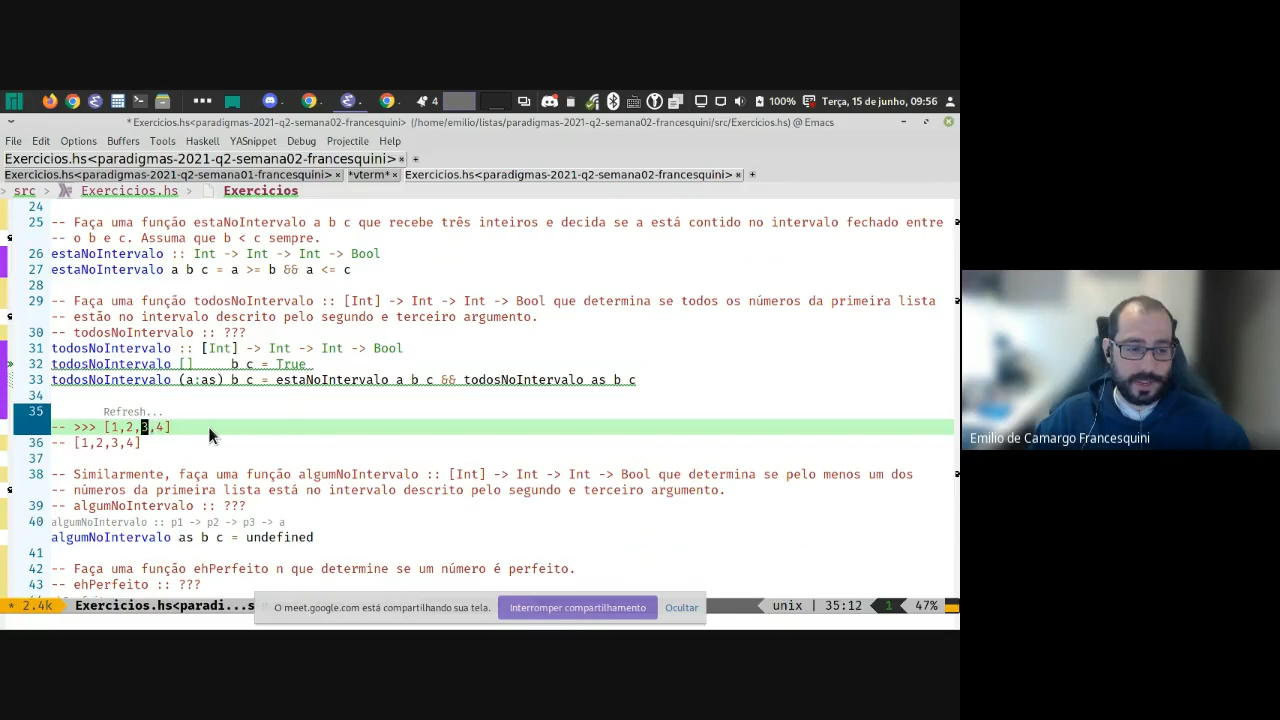 4
100%
Terça, 15 de junho, 09:56
* Exercicios.hs<paradigmas-2021-q2-semana02-francesquini> (/home/emilio/listas/paradigmas-2021-q2-semana02-francesquini/src/Exercicios.hs) @ Emacs
File Edit Options Buffers Tools Haskell YASnippet Debug Projectile Help
Exercicios.hs<paradigmas-2021-q2-semana02-francesquini> × +
Exercicios.hs<paradigmas-2021-q2-semana01-francesquini> × *vterm* × Exercicios.hs<paradigmas-2021-q2-semana02-francesquini> × +
> src > Exercicios.hs > Exercicios
24
25 -- Faça uma função estaNoIntervalo a b c que recebe três inteiros e decida se a está contido no intervalo fechado entre
-- o b e c. Assuma que b < c sempre.
26 estaNoIntervalo :: Int -> Int -> Int -> Bool
27 estaNoIntervalo a b c = a >= b && a <= c
28
29 -- Faça uma função todosNoIntervalo :: [Int] -> Int -> Int -> Bool que determina se todos os números da primeira lista
-- estão no intervalo descrito pelo segundo e terceiro argumento.
30 -- todosNoIntervalo :: ???
31 todosNoIntervalo :: [Int] -> Int -> Int -> Bool
32 todosNoIntervalo [] b c = True
33 todosNoIntervalo (a:as) b c = estaNoIntervalo a b c && todosNoIntervalo as b c
34
35 Refresh...
-- >>> [1,2,3,4]
36 -- [1,2,3,4]
37
38 -- Similarmente, faça uma função algumNoIntervalo :: [Int] -> Int -> Int -> Bool que determina se pelo menos um dos
-- números da primeira lista está no intervalo descrito pelo segundo e terceiro argumento.
39 -- algumNoIntervalo :: ???
40 algumNoIntervalo :: p1 -> p2 -> p3 -> a
algumNoIntervalo as b c = undefined
41
42 -- Faça uma função ehPerfeito n que determine se um número é perfeito.
43 -- ehPerfeito :: ???
* 2.4k Exercicios.hs<paradi...s
O meet.google.com está compartilhando sua tela. Interromper compartilhamento Ocultar
unix | 35:12 1 47%
Emilio de Camargo Francesquini